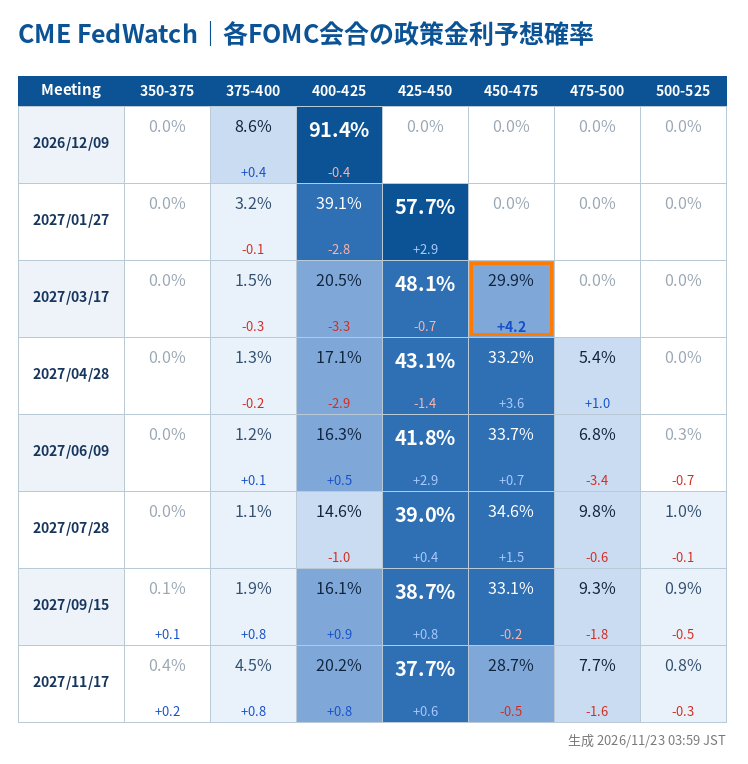 CME FedWatch｜各FOMC会合の政策金利予想確率
Meeting 350-375 375-400 400-425 425-450 450-475 475-500 500-525
2026/12/09 0.0% 8.6% 91.4% 0.0% 0.0% 0.0% 0.0%
+0.4 -0.4
2027/01/27 0.0% 3.2% 39.1% 57.7% 0.0% 0.0% 0.0%
-0.1 -2.8 +2.9
2027/03/17 0.0% 1.5% 20.5% 48.1% 29.9% 0.0% 0.0%
-0.3 -3.3 -0.7 +4.2
2027/04/28 0.0% 1.3% 17.1% 43.1% 33.2% 5.4% 0.0%
-0.2 -2.9 -1.4 +3.6 +1.0
2027/06/09 0.0% 1.2% 16.3% 41.8% 33.7% 6.8% 0.3%
+0.1 +0.5 +2.9 +0.7 -3.4 -0.7
2027/07/28 0.0% 1.1% 14.6% 39.0% 34.6% 9.8% 1.0%
-1.0 +0.4 +1.5 -0.6 -0.1
2027/09/15 0.1% 1.9% 16.1% 38.7% 33.1% 9.3% 0.9%
+0.1 +0.8 +0.9 +0.8 -0.2 -1.8 -0.5
2027/11/17 0.4% 4.5% 20.2% 37.7% 28.7% 7.7% 0.8%
+0.2 +0.8 +0.8 +0.6 -0.5 -1.6 -0.3
生成 2026/11/23 03:59 JST